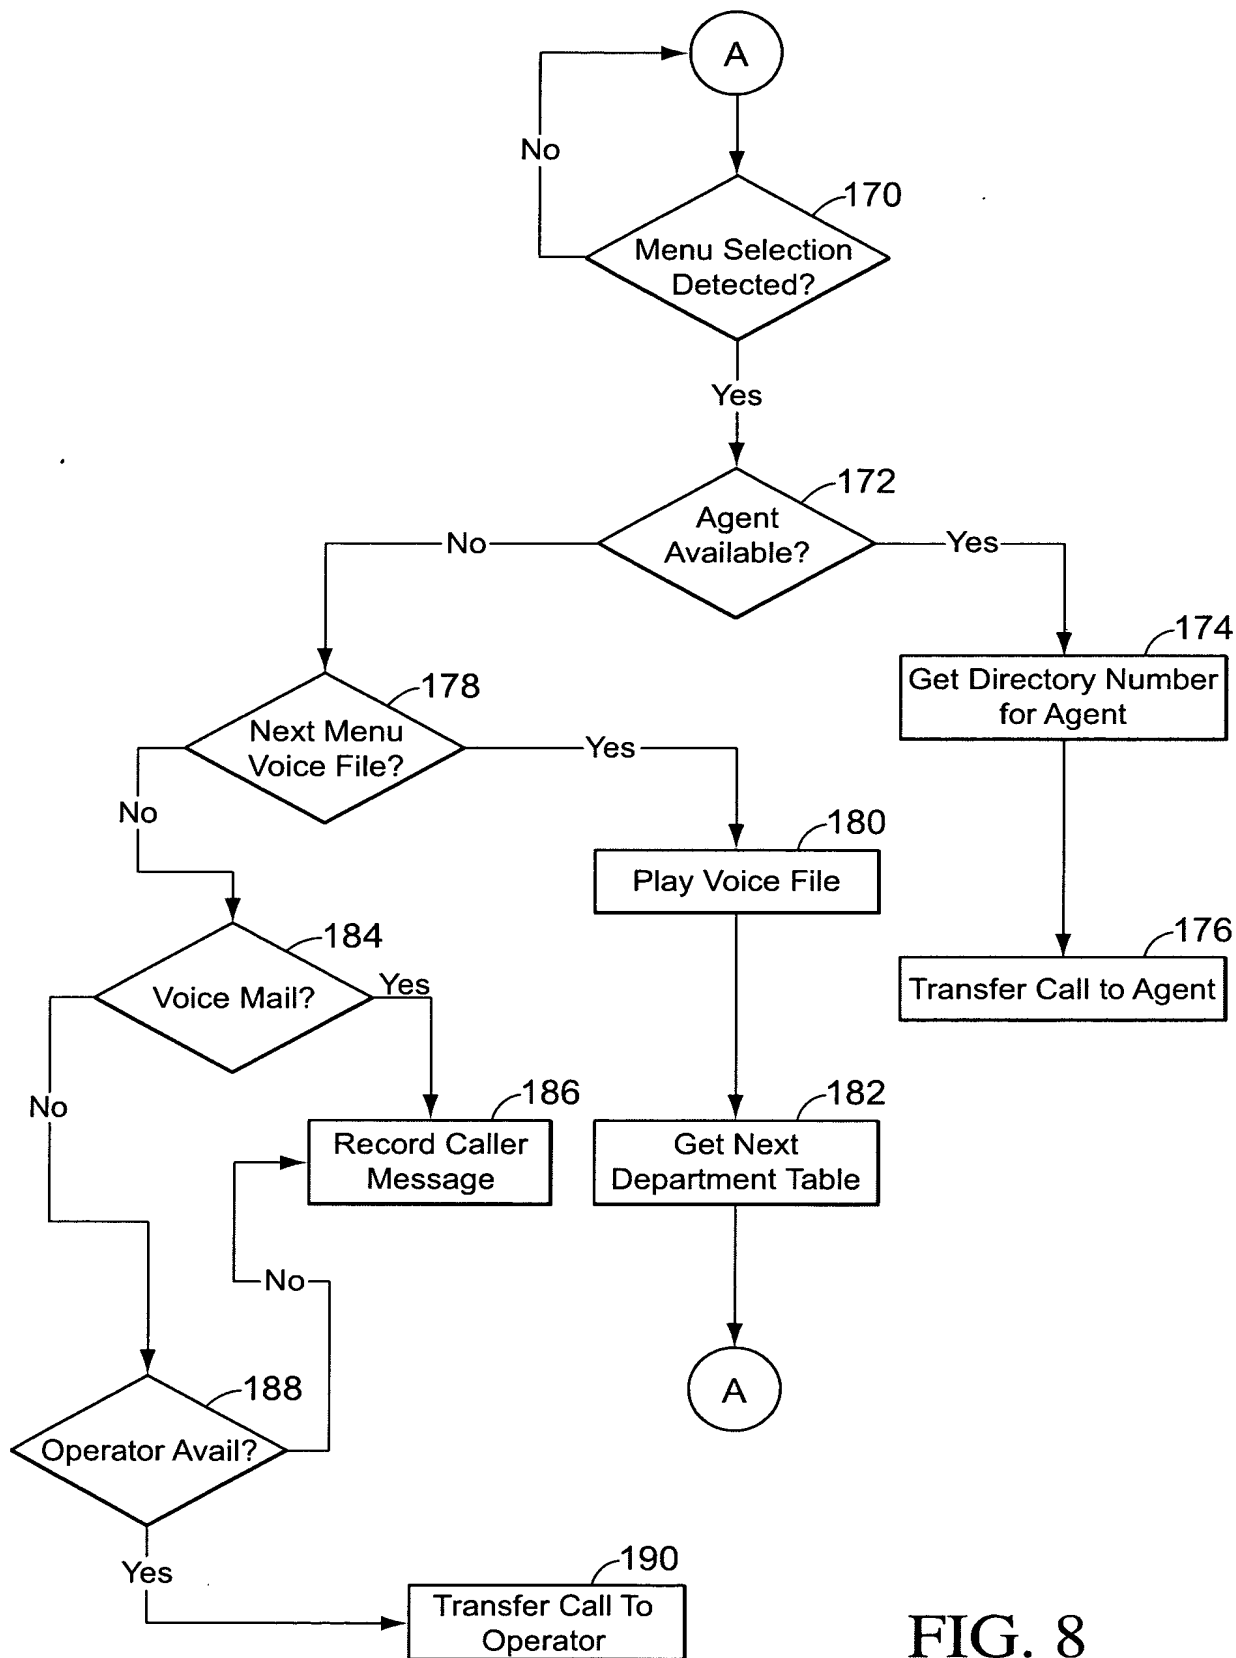 A
No
170
Menu Selection
Detected?
Yes
172
Agent
Available?
No
Yes
174
Get Directory Number
for Agent
178
Next Menu
Voice File?
Yes
No
180
Play Voice File
176
Transfer Call to Agent
184
Voice Mail?
Yes
No
186
Record Caller
Message
182
Get Next
Department Table
No
A
188
Operator Avail?
Yes
190
Transfer Call To
Operator
FIG. 8